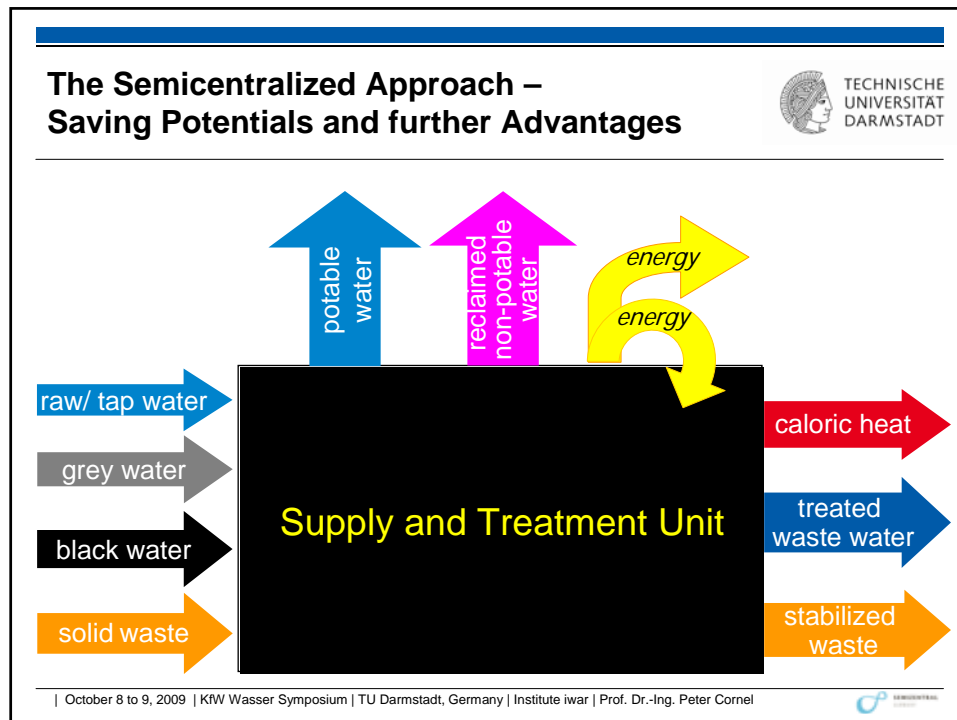 The Semicentralized Approach –
Saving Potentials and further Advantages
TECHNISCHE
UNIVERSITÄT
DARMSTADT
potable
water
reclaimed
non-potable
water
energy
energy
raw/ tap water
grey water
black water
solid waste
Supply and Treatment Unit
caloric heat
treated
waste water
stabilized
waste
| October 8 to 9, 2009 | KfW Wasser Symposium | TU Darmstadt, Germany | Institute iwar | Prof. Dr.-Ing. Peter Cornel
SEMIZENTRAL